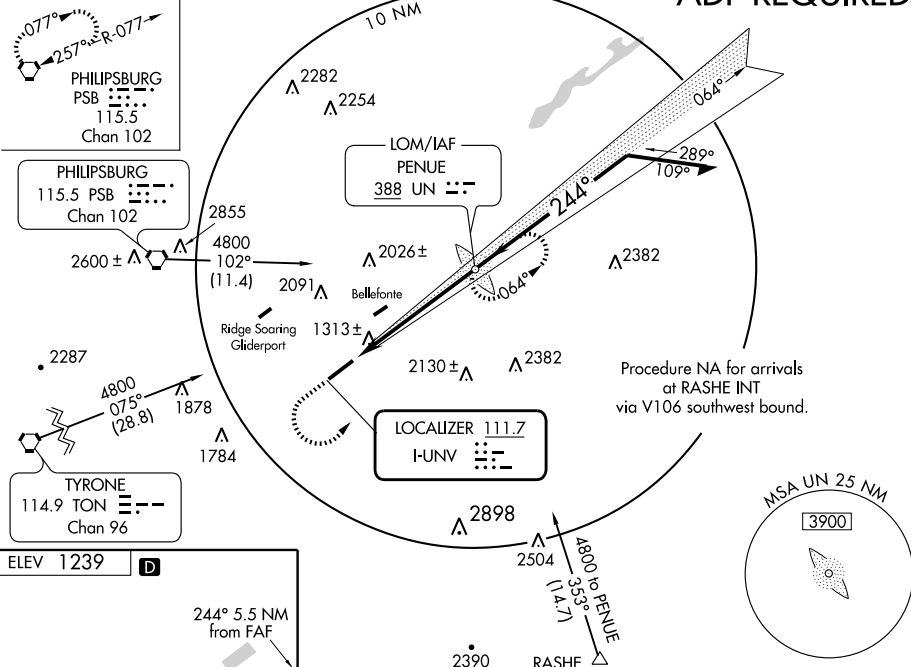 ADF REQUIRED
10 NM
077°
257°
R-077
PHILIPSBURG
PSB
115.5
Chan 102
2282
2254
064°
LOM/IAF
PENUE
388 UN
289°
109°
244°
PHILIPSBURG
115.5 PSB
Chan 102
2855
2600 ±
4800
102°
(11.4)
2026 ±
2382
064°
2091
Bellefonte
Ridge Soaring
Gliderport
1313 ±
2287
2130 ±
2382
Procedure NA for arrivals
at RASHE INT
via V106 southwest bound.
4800
075°
(28.8)
1878
1784
LOCALIZER 111.7
I-UNV
TYRONE
114.9 TON
Chan 96
MSA UN 25 NM
3900
2898
2504
4800 to PENUE
353°
(14.7)
ELEV 1239
D
244° 5.5 NM
from FAF
2390
RASHE